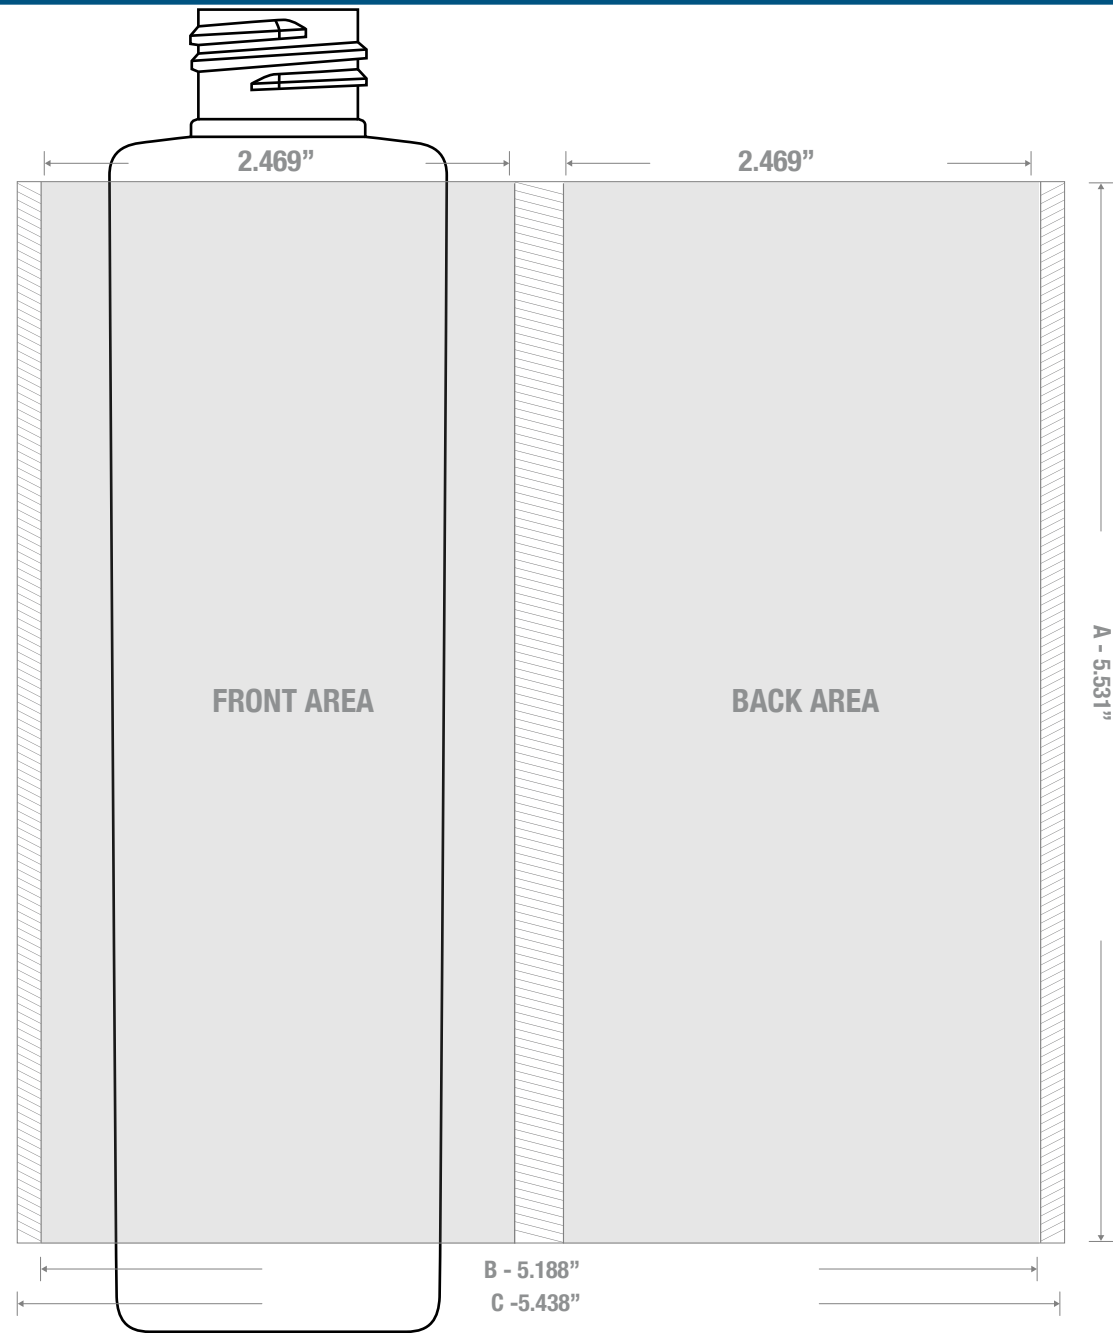 2.469”
2.469”
FRONT AREA
BACK AREA
A - 5.531”
B - 5.188”
C -5.438”